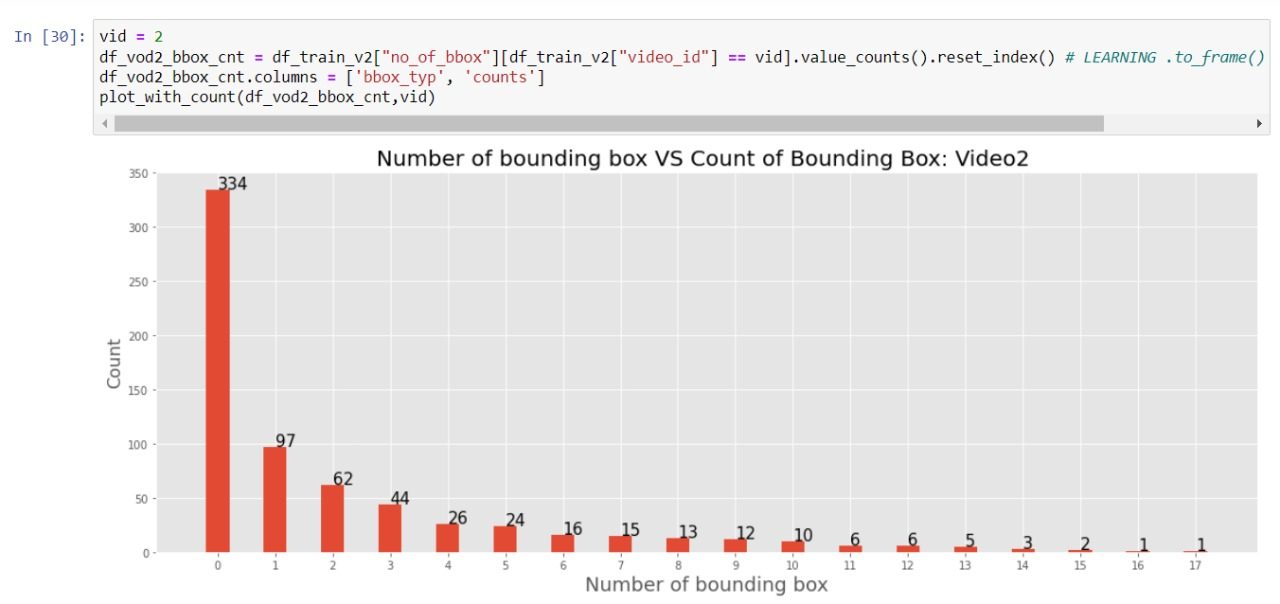 In [30]:
vid = 2
df_vod2_bbox_cnt = df_train_v2["no_of_bbox"][df_train_v2["video_id"] == vid].value_counts().reset_index() # LEARNING .to_frame()
df_vod2_bbox_cnt.columns = ['bbox_typ', 'counts']
plot_with_count(df_vod2_bbox_cnt,vid)
Number of bounding box VS Count of Bounding Box: Video2
Count
350
300
250
200
150
100
50
0
334
97
62
44
26
24
16
15
13
12
10
6
6
5
3
2
1
1
0 1 2 3 4 5 6 7 8 9 10 11 12 13 14 15 16 17
Number of bounding box